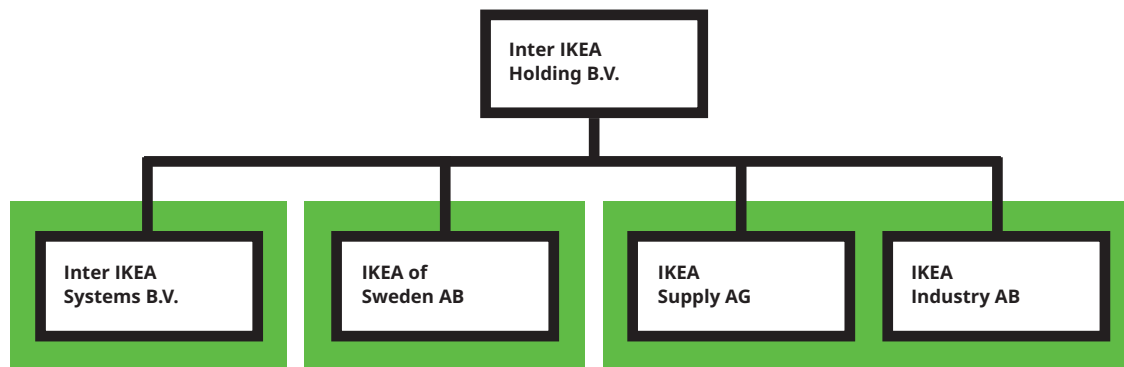 Inter IKEA
Holding B.V.
Inter IKEA
Systems B.V.
IKEA of
Sweden AB
IKEA
Supply AG
IKEA
Industry AB